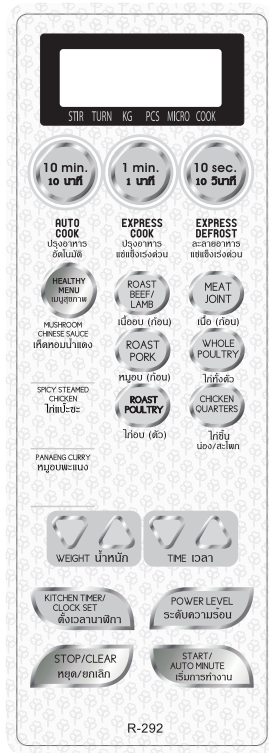 STIR TURN KG PCS MICRO COOK
10 min.
10 นาที
1 min.
1 นาที
10 sec.
10 วินาที
AUTO
COOK
ปรุงอาหาร
อัตโนมัติ
EXPRESS
COOK
ปรุงอาหาร
แช่แข็งเร่งด่วน
EXPRESS
DEFROST
ละลายอาหาร
แช่แข็งเร่งด่วน
HEALTHY
MENU
เมนูสุขภาพ
ROAST
BEEF/
LAMB
เนื้ออบ (ก้อน)
MEAT
JOINT
เนื้อ (ก้อน)
MUSHROOM
CHINESE SAUCE
เห็ดหอมน้ำแดง
ROAST
PORK
หมูอบ (ก้อน)
WHOLE
POULTRY
ไก่ทั้งตัว
SPICY STEAMED
CHICKEN
ไก่แป๊ะซะ
ROAST
POULTRY
ไก่อบ (ตัว)
CHICKEN
QUARTERS
ไก่ชิ้น
น่อง/สะโพก
PANAENG CURRY
หมูอบพะแนง
WEIGHT น้ำหนัก
TIME เวลา
KITCHEN TIMER/
CLOCK SET
ตั้งเวลานาฬิกา
POWER LEVEL
ระดับความร้อน
STOP/CLEAR
หยุด/ยกเลิก
START/
AUTO MINUTE
เริ่มการทำงาน
R-292